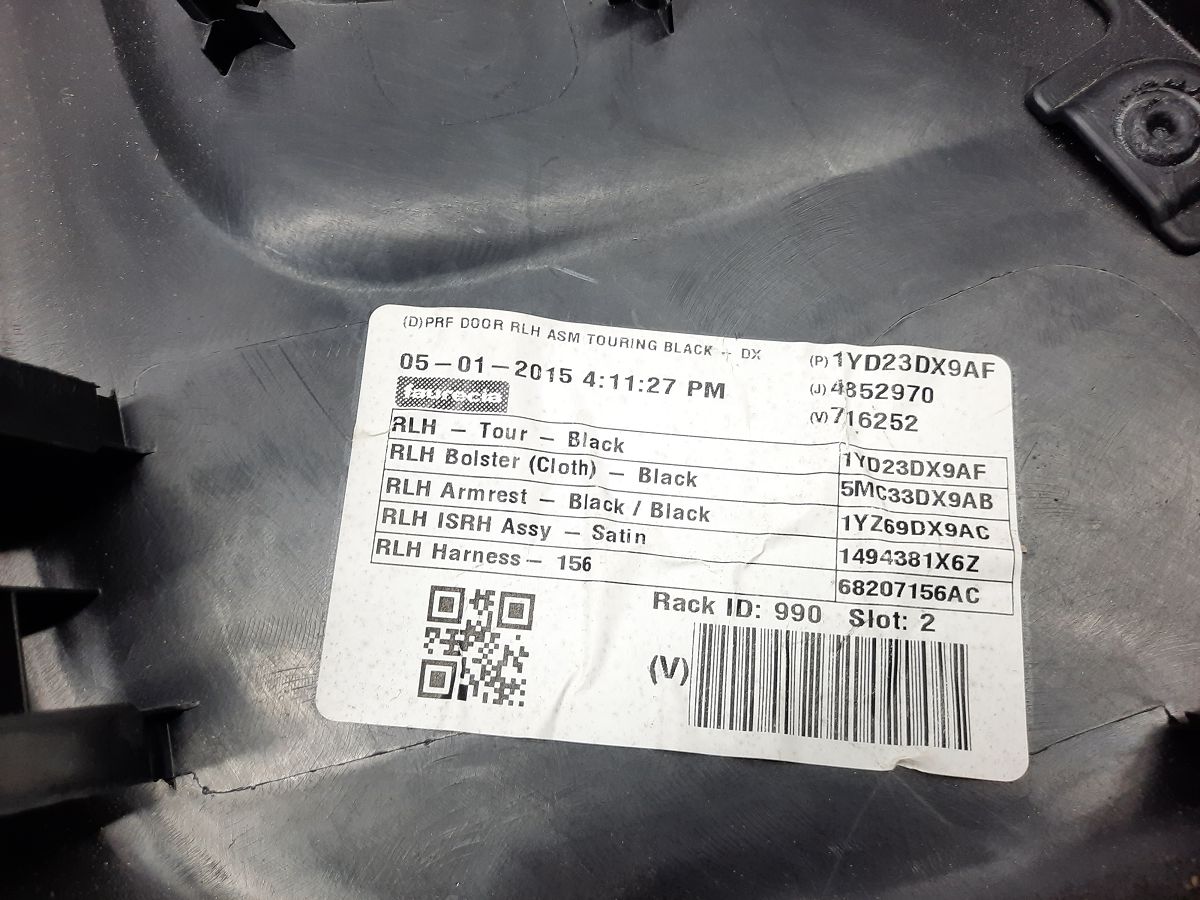 (D)PRF DOOR RLH ASM TOURING BLACK - DX
(P) 1YD23DX9AF
05-01-2015 4:11:27 PM
(J) 4852970
faurecia
(V) 716252
RLH - Tour - Black 1YD23DX9AF
RLH Bolster (Cloth) - Black 5MC33DX9AB
RLH Armrest - Black / Black 1YZ69DX9AC
RLH ISRH Assy - Satin 1494381X6Z
RLH Harness - 156 68207156AC
Rack ID: 990 Slot: 2
(V)